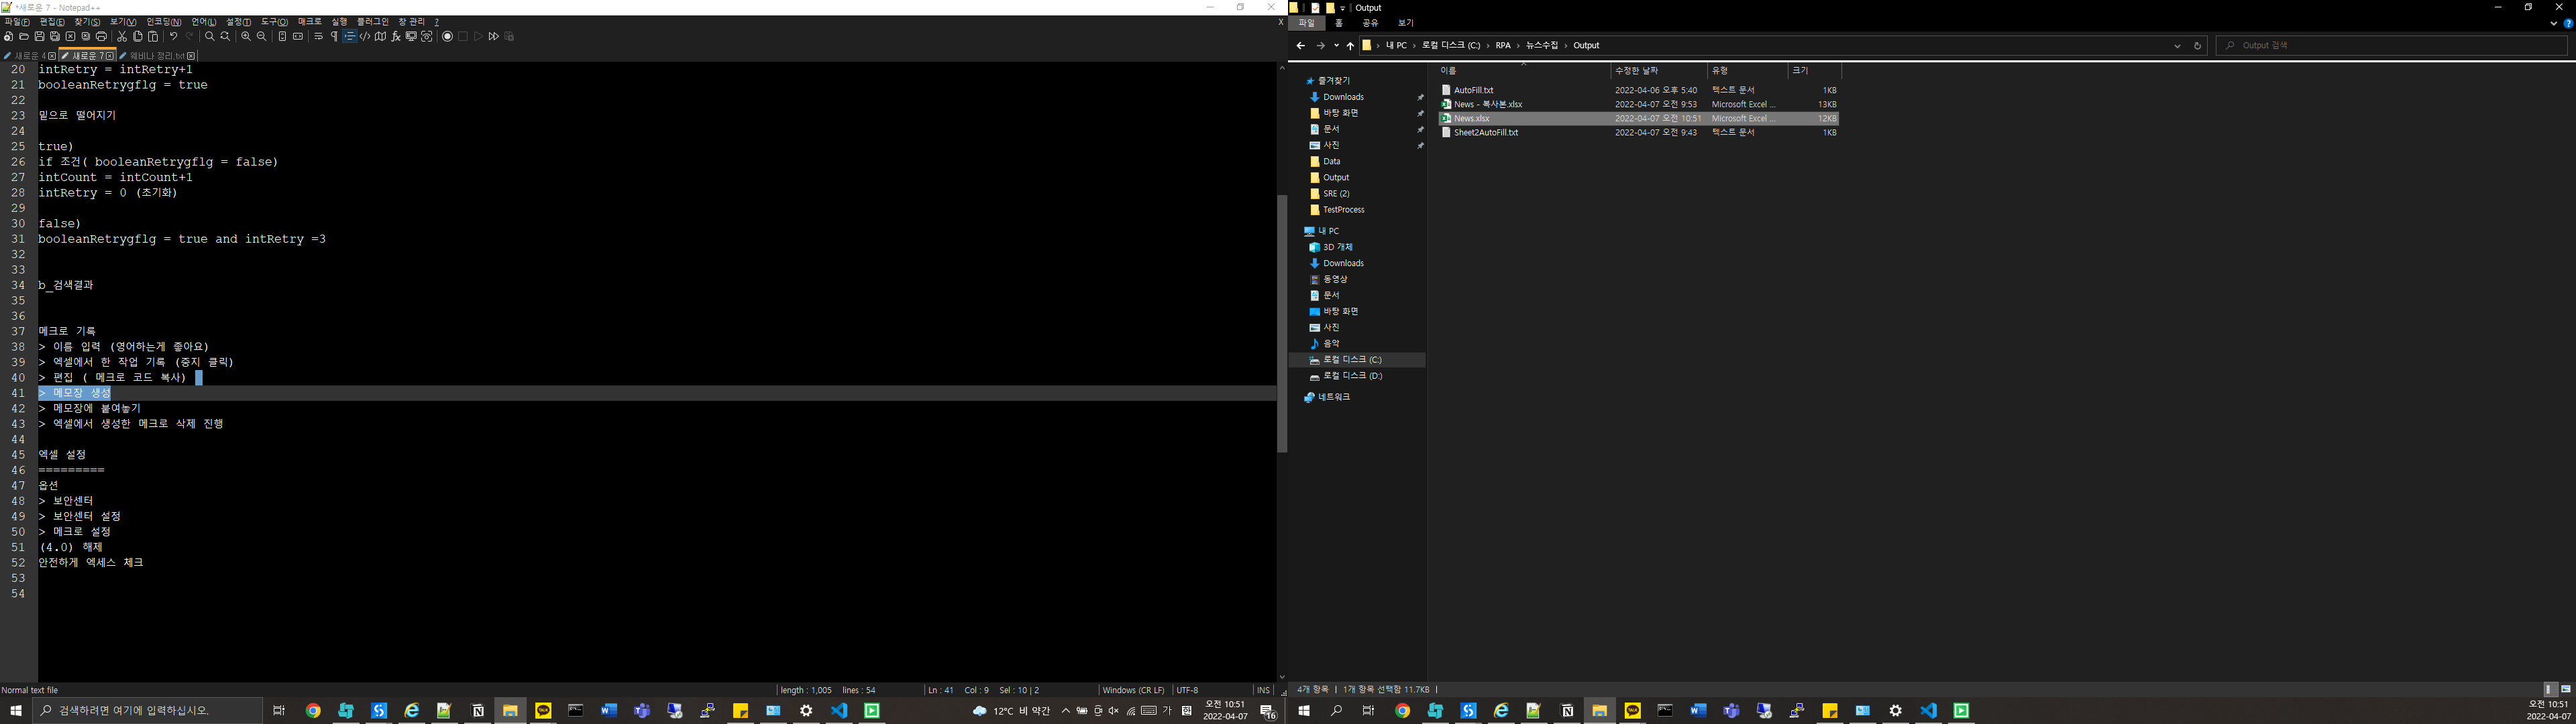 *새로운 7 - Notepad++
파일(F) 편집(E) 찾기(S) 보기(V) 인코딩(N) 언어(L) 설정(T) 도구(O) 매크로 실행 플러그인 창 관리 ?
X
새로운 4 새로운 7 웨비나 정리.txt
20 intRetry = intRetry+1
21 booleanRetrygflg = true
22
23 밑으로 떨어지기
24
25 true)
26 if 조건( booleanRetrygflg = false)
27 intCount = intCount+1
28 intRetry = 0 (초기화)
29
30 false)
31 booleanRetrygflg = true and intRetry =3
32
33
34 b_검색결과
35
36
37 메크로 기록
38 > 이름 입력 (영어하는게 좋아요)
39 > 엑셀에서 한 작업 기록 (중지 클릭)
40 > 편집 ( 메크로 코드 복사)
41 > 메모장 생성
42 > 메모장에 붙여놓기
43 > 엑셀에서 생성한 메크로 삭제 진행
44
45 엑셀 설정
46 =========
47 옵션
48 > 보안센터
49 > 보안센터 설정
50 > 메크로 설정
51 (4.0) 해제
52 안전하게 엑세스 체크
53
54
Normal text file length : 1,005 lines : 54 Ln : 41 Col : 9 Sel : 10 | 2 Windows (CR LF) UTF-8 INS
검색하려면 여기에 입력하십시오.
12°C 비 약간 가 오전 10:51
2022-04-07 16
Output
파일 홈 공유 보기
내 PC › 로컬 디스크 (C:) › RPA › 뉴스수집 › Output
Output 검색
이름 수정한 날짜 유형 크기
AutoFill.txt 2022-04-06 오후 5:40 텍스트 문서 1KB
News - 복사본.xlsx 2022-04-07 오전 9:53 Microsoft Excel ... 13KB
News.xlsx 2022-04-07 오전 10:51 Microsoft Excel ... 12KB
Sheet2AutoFill.txt 2022-04-07 오전 9:43 텍스트 문서 1KB
즐겨찾기
Downloads
바탕 화면
문서
사진
Data
Output
SRE (2)
TestProcess
내 PC
3D 개체
Downloads
동영상
문서
바탕 화면
사진
음악
로컬 디스크 (C:)
로컬 디스크 (D:)
네트워크
4개 항목 1개 항목 선택함 11.7KB
오전 10:51
2022-04-07